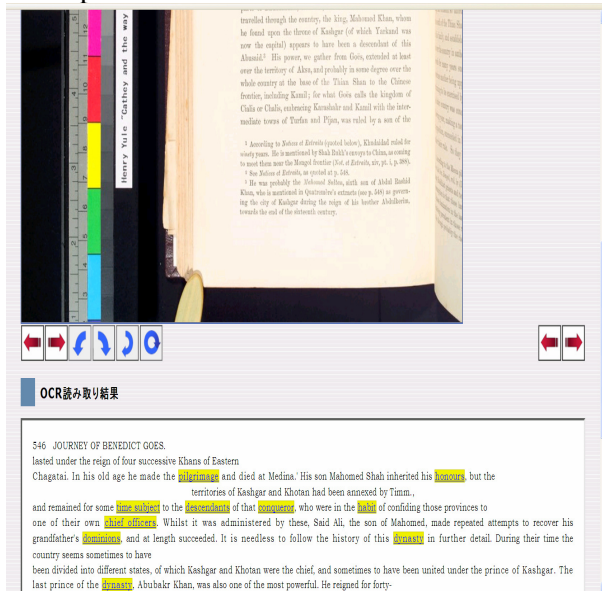 Henry Yule "Cathey and the way
travelled through the country, the king, Mahomed Khan, whom
he found upon the throne of Kashgar (of which Yarkand was
now the capital) appears to have been a descendant of this
Abusaid.³ His power, we gather from Goës, extended at least
over the territory of Aksu, and probably in some degree over the
whole country at the base of the Thian Shan to the Chinese
frontier, including Kamil; for what Goës calls the kingdom of
Cialis or Chalis, embracing Karashahr and Kamil with the inter-
mediate towns of Turfan and Pijan, was ruled by a son of the
¹ According to Notices et Extraits (quoted below), Khudaidad ruled for
ninety years. He is mentioned by Shah Rukh's envoys to China, as coming
to meet them near the Mongol frontier (Not. et Extraits, xiv, pt. i, p. 388).
² See Notices et Extraits, as quoted at p. 548.
³ He was probably the Mahomed Sultan, sixth son of Abdul Rashid
Khan, who is mentioned in Quatremère's extracts (see p. 548) as govern-
ing the city of Kashgar during the reign of his brother Abdulkerim,
towards the end of the sixteenth century.
OCR読み取り結果
546 JOURNEY OF BENEDICT GOES.
lasted under the reign of four successive Khans of Eastern
Chagatai. In his old age he made the pilgrimage and died at Medina.' His son Mahomed Shah inherited his honours, but the
territories of Kashgar and Khotan had been annexed by Timm.,
and remained for some time subject to the descendants of that conqueror, who were in the habit of confiding those provinces to
one of their own chief officers. Whilst it was administered by these, Said Ali, the son of Mahomed, made repeated attempts to recover his
grandfather's dominions, and at length succeeded. It is needless to follow the history of this dynasty in further detail. During their time the
country seems sometimes to have
been divided into different states, of which Kashgar and Khotan were the chief, and sometimes to have been united under the prince of Kashgar. The
last prince of the dynasty, Abubakr Khan, was also one of the most powerful. He reigned for forty-